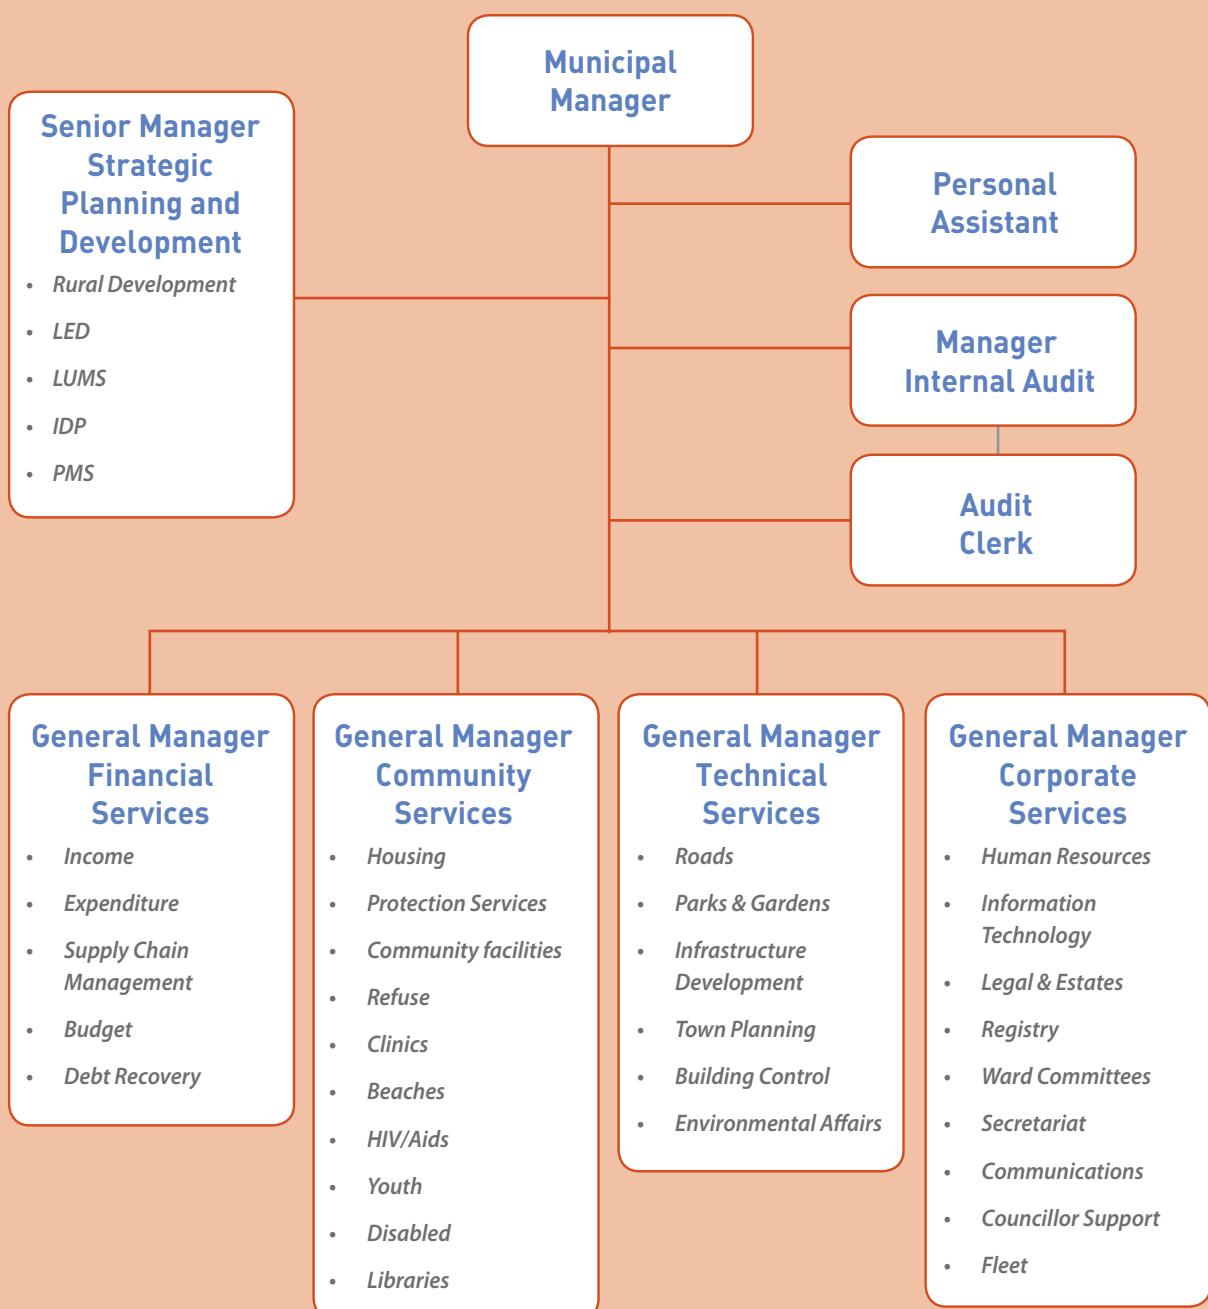 Municipal
Manager
Senior Manager
Strategic
Planning and
Development
• Rural Development
• LED
• LUMS
• IDP
• PMS
Personal
Assistant
Manager
Internal Audit
Audit
Clerk
General Manager
Financial
Services
• Income
• Expenditure
• Supply Chain
Management
• Budget
• Debt Recovery
General Manager
Community
Services
• Housing
• Protection Services
• Community facilities
• Refuse
• Clinics
• Beaches
• HIV/Aids
• Youth
• Disabled
• Libraries
General Manager
Technical
Services
• Roads
• Parks & Gardens
• Infrastructure
Development
• Town Planning
• Building Control
• Environmental Affairs
General Manager
Corporate
Services
• Human Resources
• Information
Technology
• Legal & Estates
• Registry
• Ward Committees
• Secretariat
• Communications
• Councillor Support
• Fleet